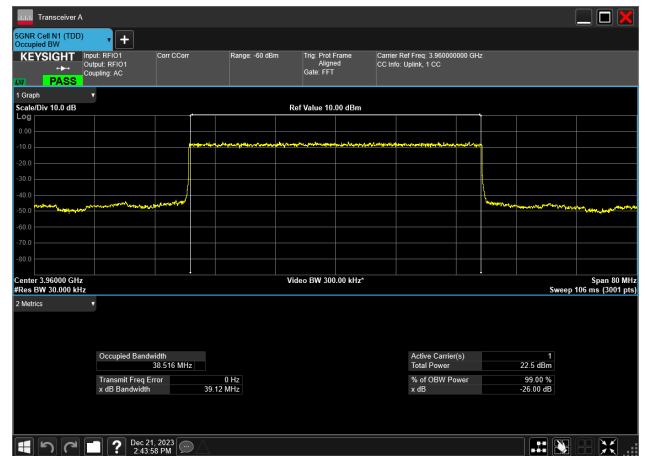 Transceiver A
5GNR Cell N1 (TDD)
Occupied BW
KEYSIGHT
LW PASS
Input: RFIO1
Output: RFIO1
Coupling: AC
Corr CCorr
Range: -60 dBm
Trig: Prot Frame
Aligned
Gate: FFT
Carrier Ref Freq: 3.960000000 GHz
CC Info: Uplink, 1 CC
1 Graph
Scale/Div 10.0 dB
Ref Value 10.00 dBm
Log
0.00
-10.0
-20.0
-30.0
-40.0
-50.0
-60.0
-70.0
-80.0
Center 3.96000 GHz
Video BW 300.00 kHz*
Span 80 MHz
#Res BW 30.000 kHz
Sweep 106 ms (3001 pts)
2 Metrics
Occupied Bandwidth
38.516 MHz
Transmit Freq Error 0 Hz
x dB Bandwidth 39.12 MHz
Active Carrier(s) 1
Total Power 22.5 dBm
% of OBW Power 99.00 %
x dB -26.00 dB
Dec 21, 2023
2:43:58 PM